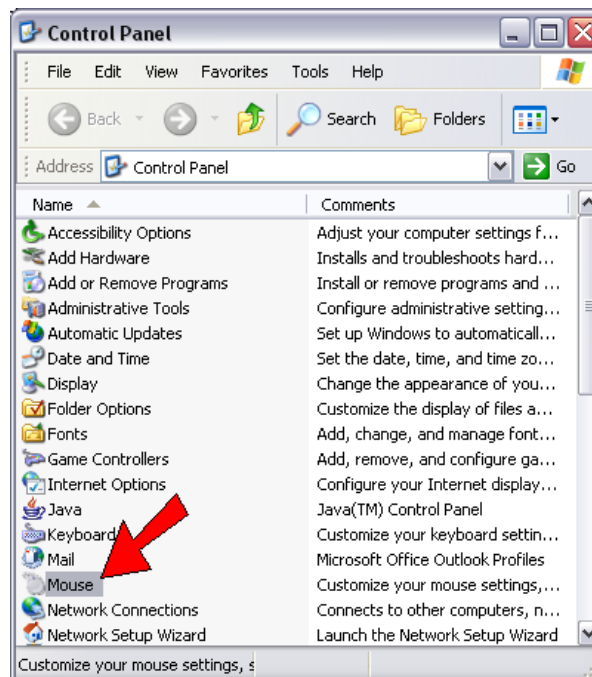 Control Panel
File Edit View Favorites Tools Help
Back Search Folders
Address Control Panel Go
Name Comments
Accessibility Options Adjust your computer settings f...
Add Hardware Installs and troubleshoots hard...
Add or Remove Programs Install or remove programs and ...
Administrative Tools Configure administrative setting...
Automatic Updates Set up Windows to automaticall...
Date and Time Set the date, time, and time zo...
Display Change the appearance of you...
Folder Options Customize the display of files a...
Fonts Add, change, and manage font...
Game Controllers Add, remove, and configure ga...
Internet Options Configure your Internet display...
Java Java(TM) Control Panel
Keyboard Customize your keyboard settin...
Mail Microsoft Office Outlook Profiles
Mouse Customize your mouse settings,...
Network Connections Connects to other computers, n...
Network Setup Wizard Launch the Network Setup Wizard
Customize your mouse settings, s